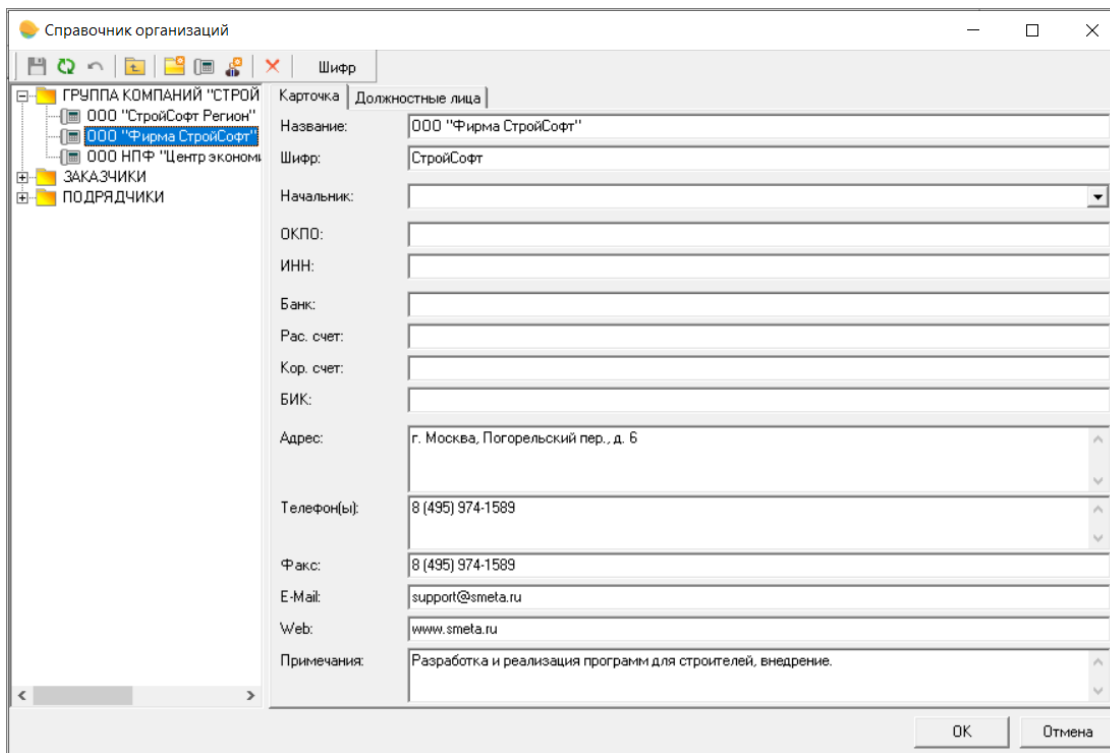 Справочник организаций
Шифр
ГРУППА КОМПАНИЙ "СТРОЙ
ООО "СтройСофт Регион"
ООО "Фирма СтройСофт"
ООО НПФ "Центр экономи
ЗАКАЗЧИКИ
ПОДРЯДЧИКИ
Карточка Должностные лица
Название: ООО "Фирма СтройСофт"
Шифр: СтройСофт
Начальник:
ОКПО:
ИНН:
Банк:
Рас. счет:
Кор. счет:
БИК:
Адрес: г. Москва, Погорельский пер., д. 6
Телефон(ы): 8 (495) 974-1589
Факс: 8 (495) 974-1589
E-Mail: support@smeta.ru
Web: www.smeta.ru
Примечания: Разработка и реализация программ для строителей, внедрение.
OK Отмена